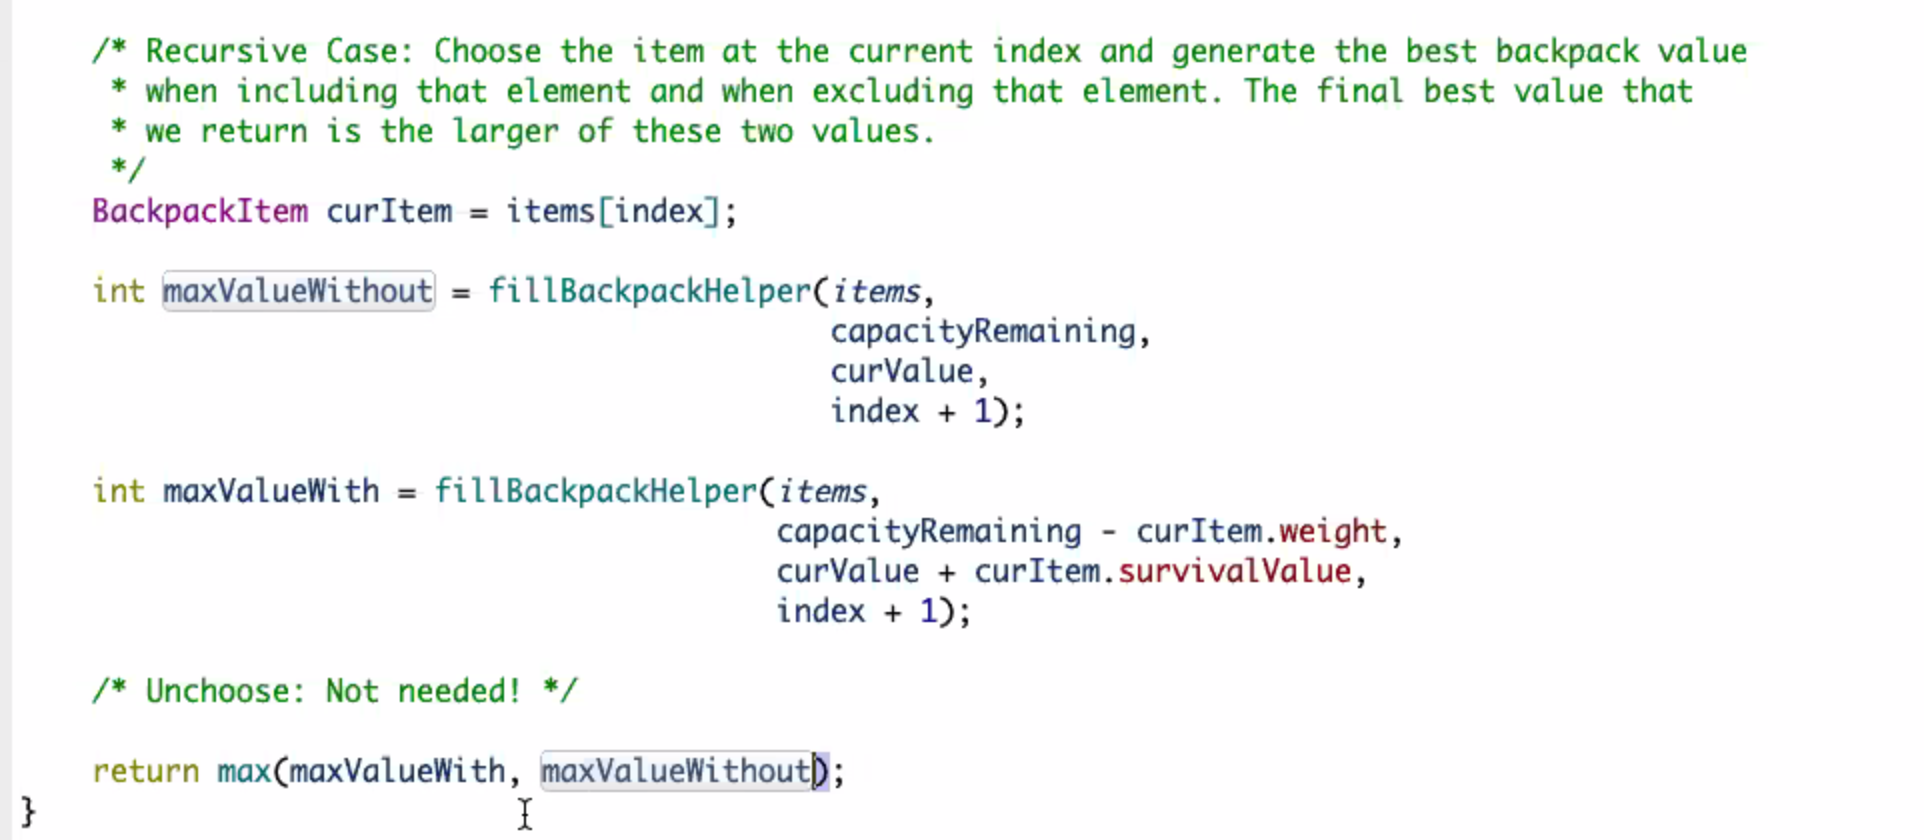 /* Recursive Case: Choose the item at the current index and generate the best backpack value
* when including that element and when excluding that element. The final best value that
* we return is the larger of these two values.
*/
BackpackItem curItem = items[index];
int maxValueWithout = fillBackpackHelper(items,
capacityRemaining,
curValue,
index + 1);
int maxValueWith = fillBackpackHelper(items,
capacityRemaining - curItem.weight,
curValue + curItem.survivalValue,
index + 1);
/* Unchoose: Not needed! */
return max(maxValueWith, maxValueWithout);
}